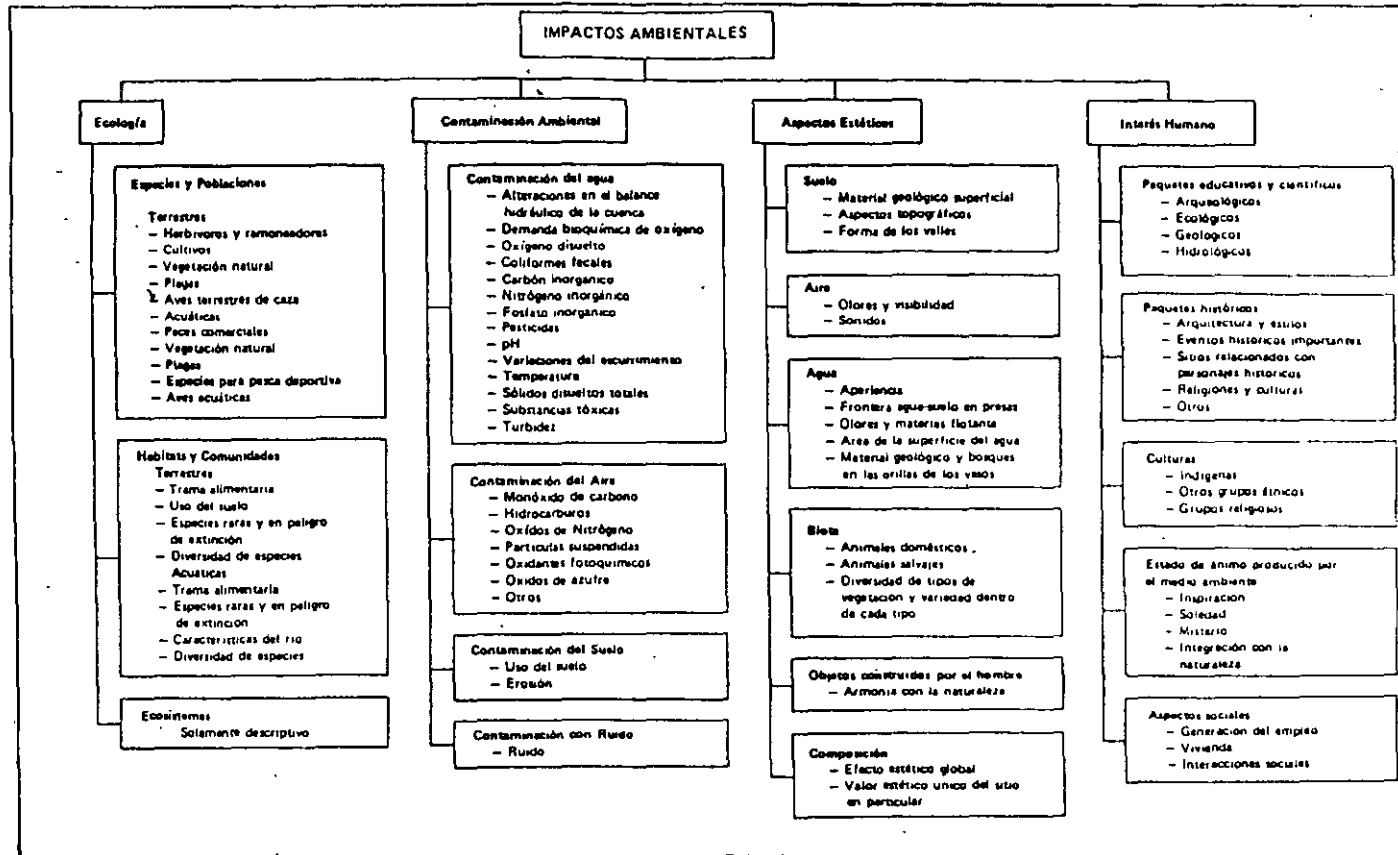 IMPACTOS AMBIENTALES
Ecología
Especies y Poblaciones
Terrestres
— Herbívoros y ramoneadores
— Cultivos
— Vegetación natural
— Plagas
— Aves terrestres de caza
— Acuáticas
— Peces comerciales
— Vegetación natural
— Plagas
— Especies para pesca deportiva
— Aves acuáticas
Habitats y Comunidades
Terrestres
— Trama alimentaria
— Uso del suelo
— Especies raras y en peligro
de extinción
— Diversidad de especies
Acuáticas
— Trama alimentaria
— Especies raras y en peligro
de extinción
— Características del río
— Diversidad de especies
Ecosistemas
Solamente descriptivo
Contaminación Ambiental
Contaminación del agua
— Alteraciones en el balance
hidráulico de la cuenca
— Demanda bioquímica de oxígeno
— Oxígeno disuelto
— Coliformes fecales
— Carbón inorgánico
— Nitrógeno inorgánico
— Fosfato inorgánico
— Pesticidas
— pH
— Variaciones del escurrimiento
— Temperatura
— Sólidos disueltos totales
— Substancias tóxicas
— Turbidez
Contaminación del Aire
— Monóxido de carbono
— Hidrocarburos
— Oxídos de Nitrógeno
— Partículas suspendidas
— Oxidantes fotoquímicos
— Oxidos de azufre
— Otros
Contaminación del Suelo
— Uso del suelo
— Erosión
Contaminación con Ruido
— Ruido
Aspectos Estéticos
Suelo
— Material geológico superficial
— Aspectos topográficos
— Forma de los valles
Aire
— Olores y visibilidad
— Sonidos
Agua
— Apariencia
— Frontera agua-suelo en presas
— Olores y materias flotante
— Area de la superficie del agua
— Material geológico y bosques
en las orillas de los vasos
Biota
— Animales domésticos
— Animales salvajes
— Diversidad de tipos de
vegetación y variedad dentro
de cada tipo
Objetos construidos por el hombre
— Armonía con la naturaleza
Composición
— Efecto estético global
— Valor estético unico del sitio
en particular
Interés Humano
Paquetes educativos y científicos
— Arqueológicos
— Ecológicos
— Geologicos
— Hidrológicos
Paquetes históricos
— Arquitectura y estilos
— Eventos históricos importantes
— Sitios relacionados con
personajes históricos
— Religiones y culturas
— Otros
Culturas
— Indígenas
— Otros grupos étnicos
— Grupos religiosos
Estado de ánimo producido por
el medio ambiente
— Inspiración
— Soledad
— Misterio
— Integración con la
naturaleza
Aspectos sociales
— Generación del empleo
— Vivienda
— Interacciones sociales